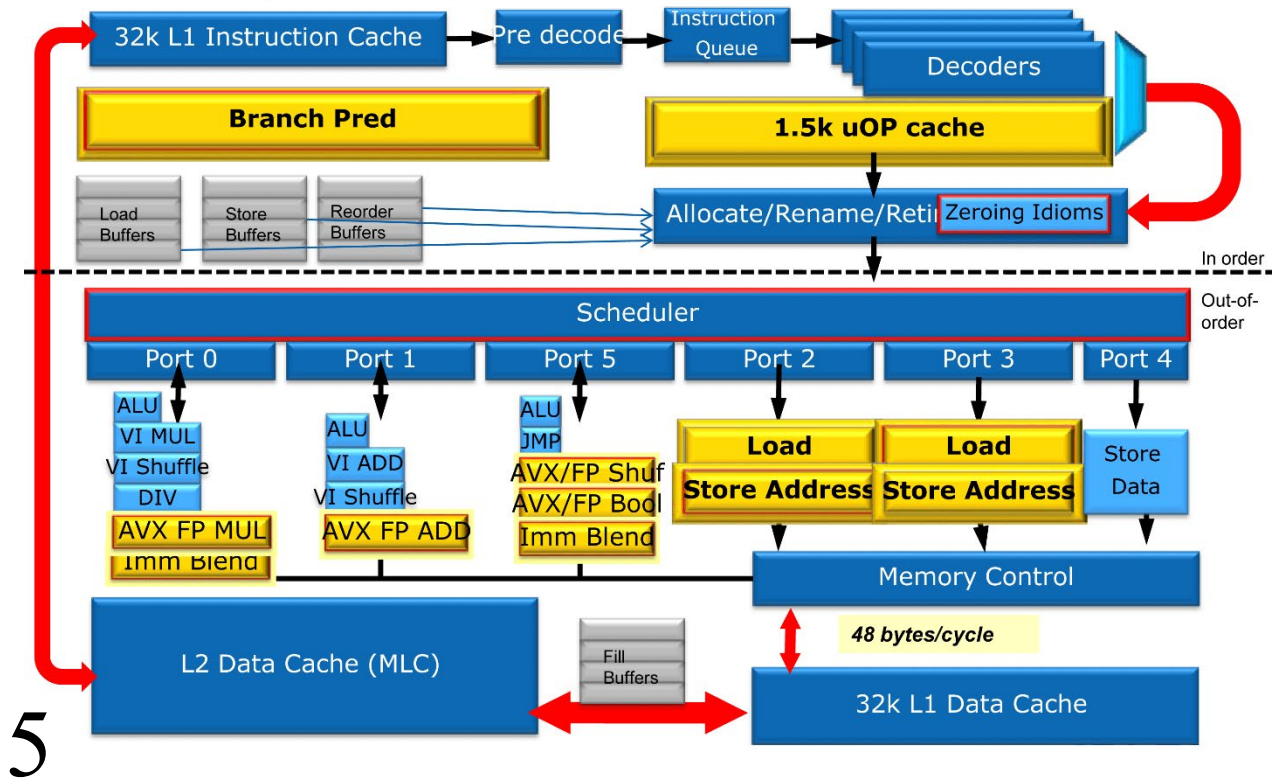 32k L1 Instruction Cache
Pre decode
Instruction
Queue
Decoders
Branch Pred
1.5k uOP cache
Load
Buffers
Store
Buffers
Reorder
Buffers
Allocate/Rename/Reti
Zeroing Idioms
In order
Out-of-
order
Scheduler
Port 0
Port 1
Port 5
Port 2
Port 3
Port 4
ALU
VI MUL
VI Shuffle
DIV
AVX FP MUL
Imm Blend
ALU
VI ADD
VI Shuffle
AVX FP ADD
ALU
JMP
AVX/FP Shuf
AVX/FP Bool
Imm Blend
Load
Store Address
Load
Store Address
Store
Data
Memory Control
48 bytes/cycle
L2 Data Cache (MLC)
Fill
Buffers
32k L1 Data Cache
5